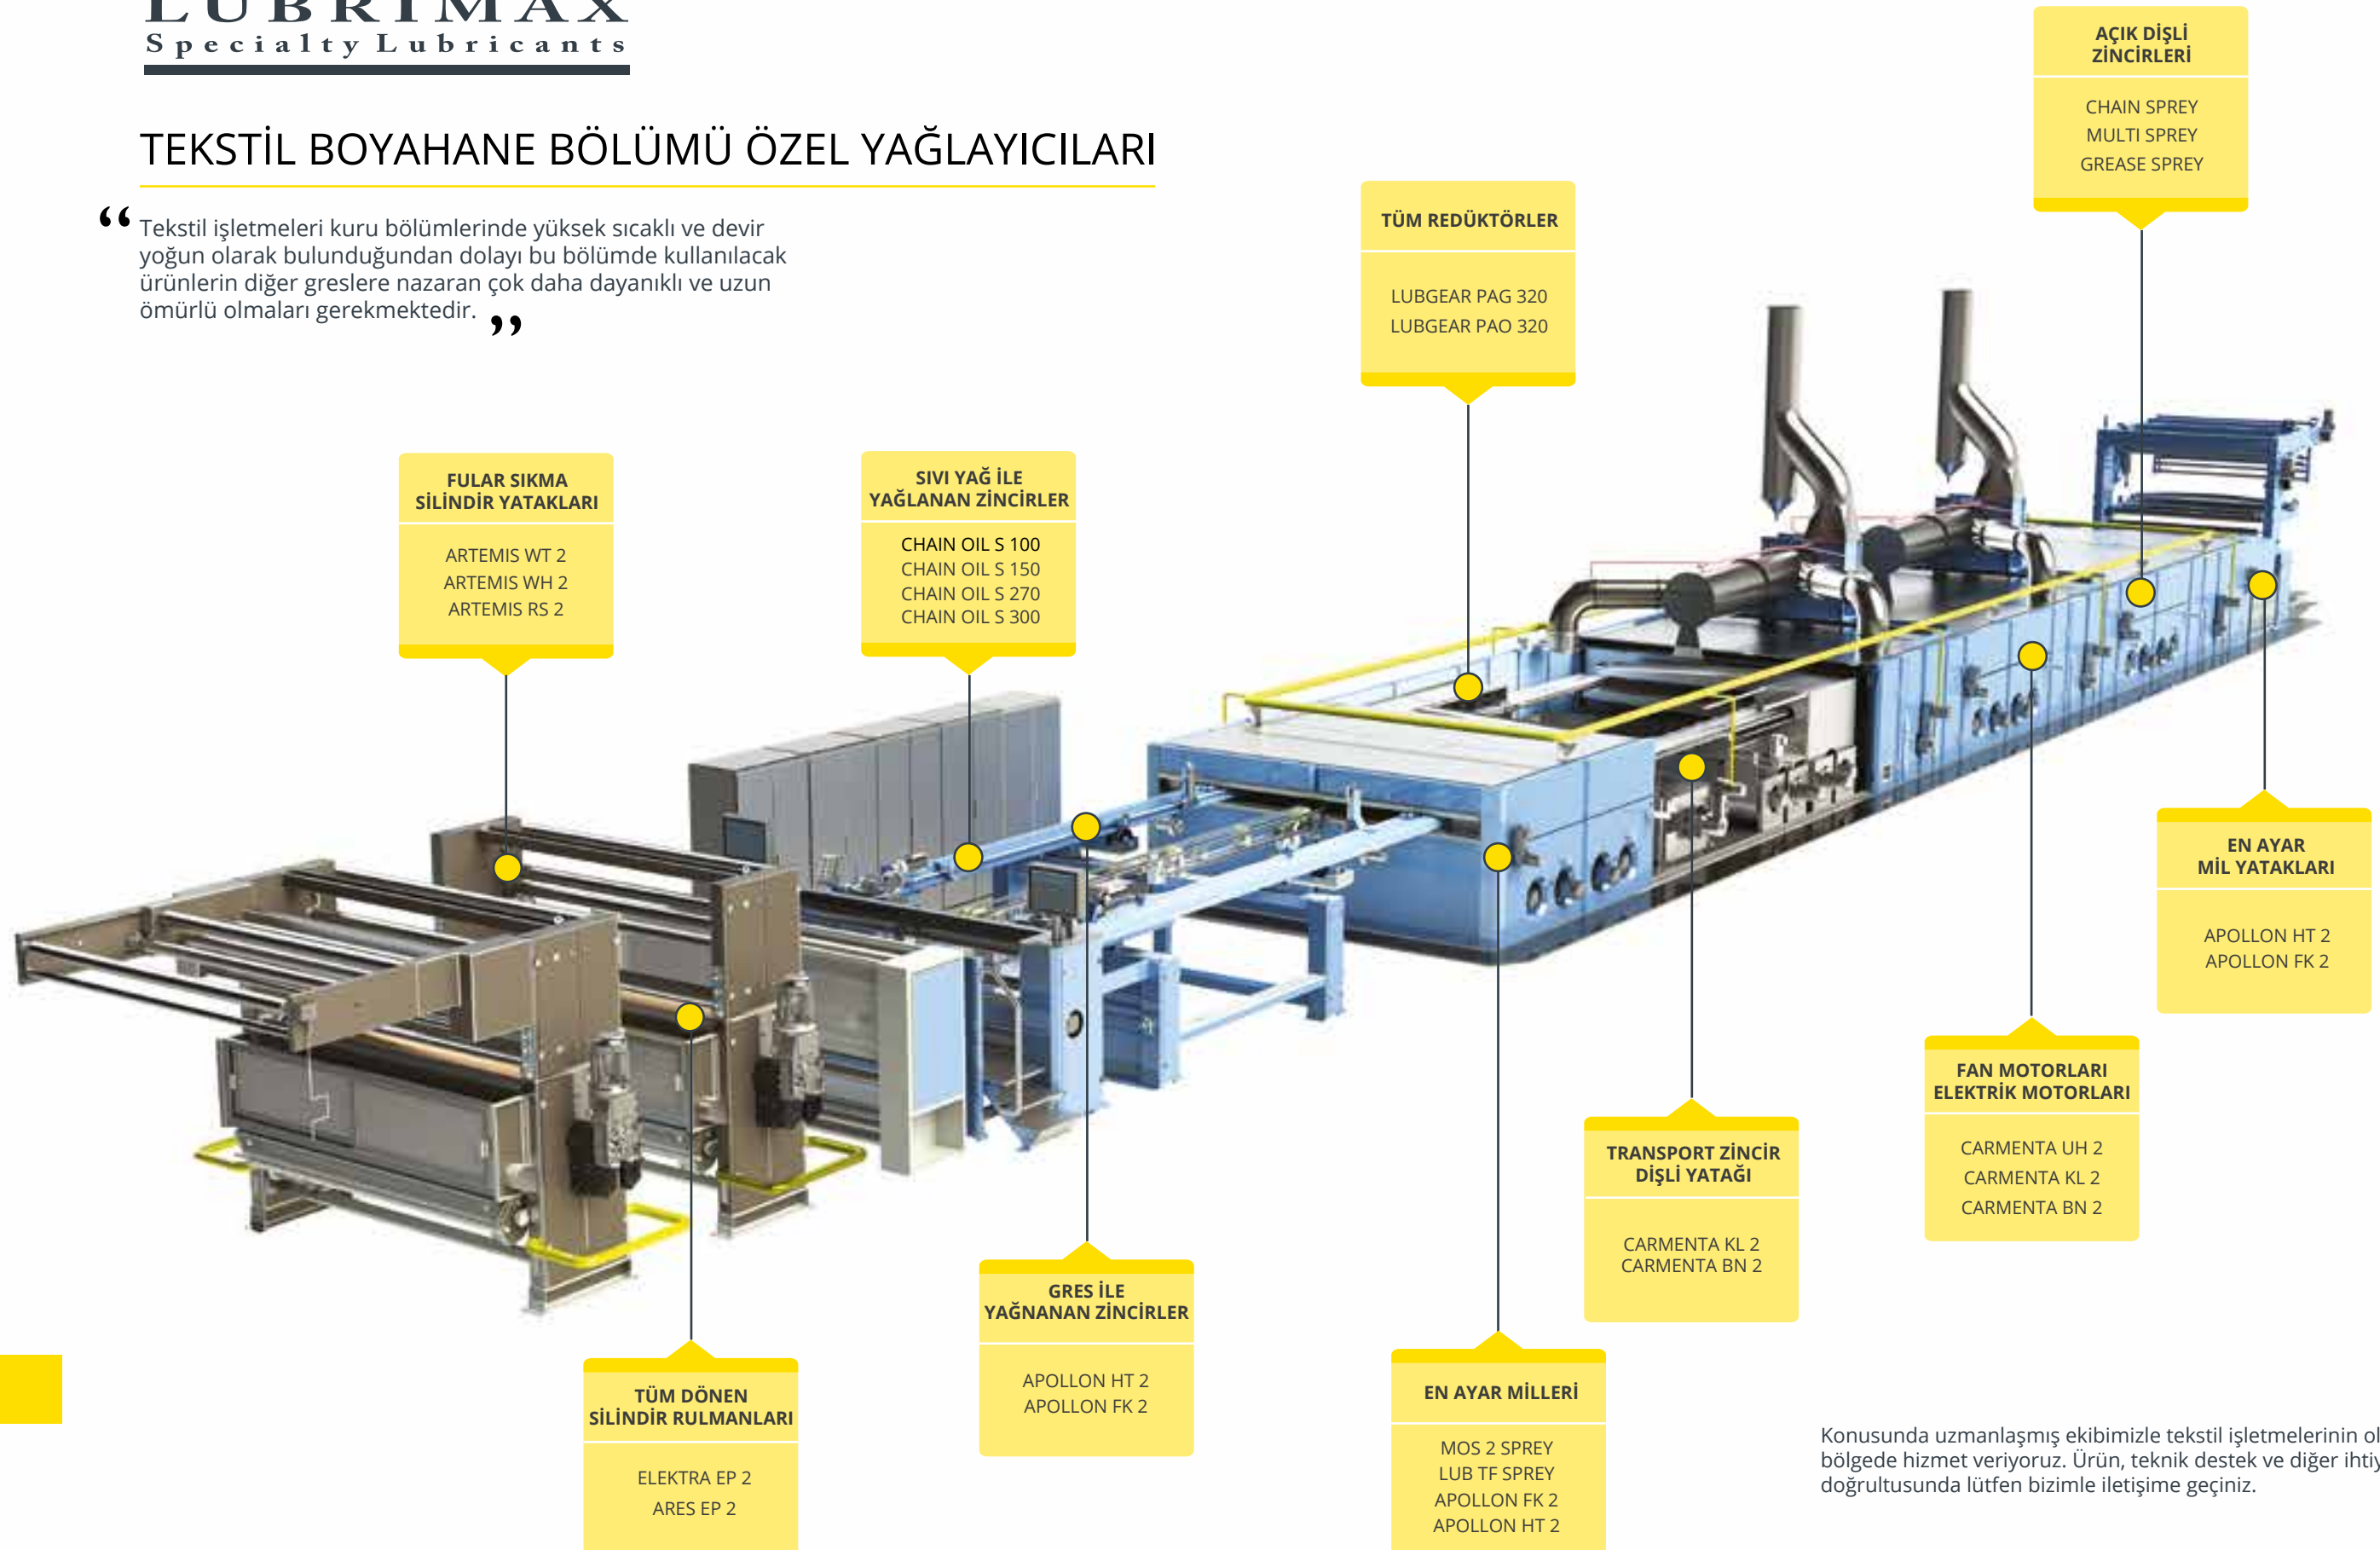 LUBRIMAX
Specialty Lubricants
TEKSTİL BOYAHANE BÖLÜMÜ ÖZEL YAĞLAYICILARI
“ Tekstil işletmeleri kuru bölümlerinde yüksek sıcaklı ve devir
yoğun olarak bulunduğundan dolayı bu bölümde kullanılacak
ürünlerin diğer greslere nazaran çok daha dayanıklı ve uzun
ömürlü olmaları gerekmektedir. ”
AÇIK DİŞLİ
ZİNCİRLERİ
CHAIN SPREY
MULTI SPREY
GREASE SPREY
TÜM REDÜKTÖRLER
LUBGEAR PAG 320
LUBGEAR PAO 320
FULAR SIKMA
SİLİNDİR YATAKLARI
ARTEMIS WT 2
ARTEMIS WH 2
ARTEMIS RS 2
SIVI YAĞ İLE
YAĞLANAN ZİNCİRLER
CHAIN OIL S 100
CHAIN OIL S 150
CHAIN OIL S 270
CHAIN OIL S 300
EN AYAR
MİL YATAKLARI
APOLLON HT 2
APOLLON FK 2
FAN MOTORLARI
ELEKTRİK MOTORLARI
CARMENTA UH 2
CARMENTA KL 2
CARMENTA BN 2
TRANSPORT ZİNCİR
DİŞLİ YATAĞI
CARMENTA KL 2
CARMENTA BN 2
GRES İLE
YAĞNANAN ZİNCİRLER
APOLLON HT 2
APOLLON FK 2
EN AYAR MİLLERİ
MOS 2 SPREY
LUB TF SPREY
APOLLON FK 2
APOLLON HT 2
TÜM DÖNEN
SİLİNDİR RULMANLARI
ELEKTRA EP 2
ARES EP 2
Konusunda uzmanlaşmış ekibimizle tekstil işletmelerinin
bölgede hizmet veriyoruz. Ürün, teknik destek ve diğer
doğrultusunda lütfen bizimle iletişime geçiniz.